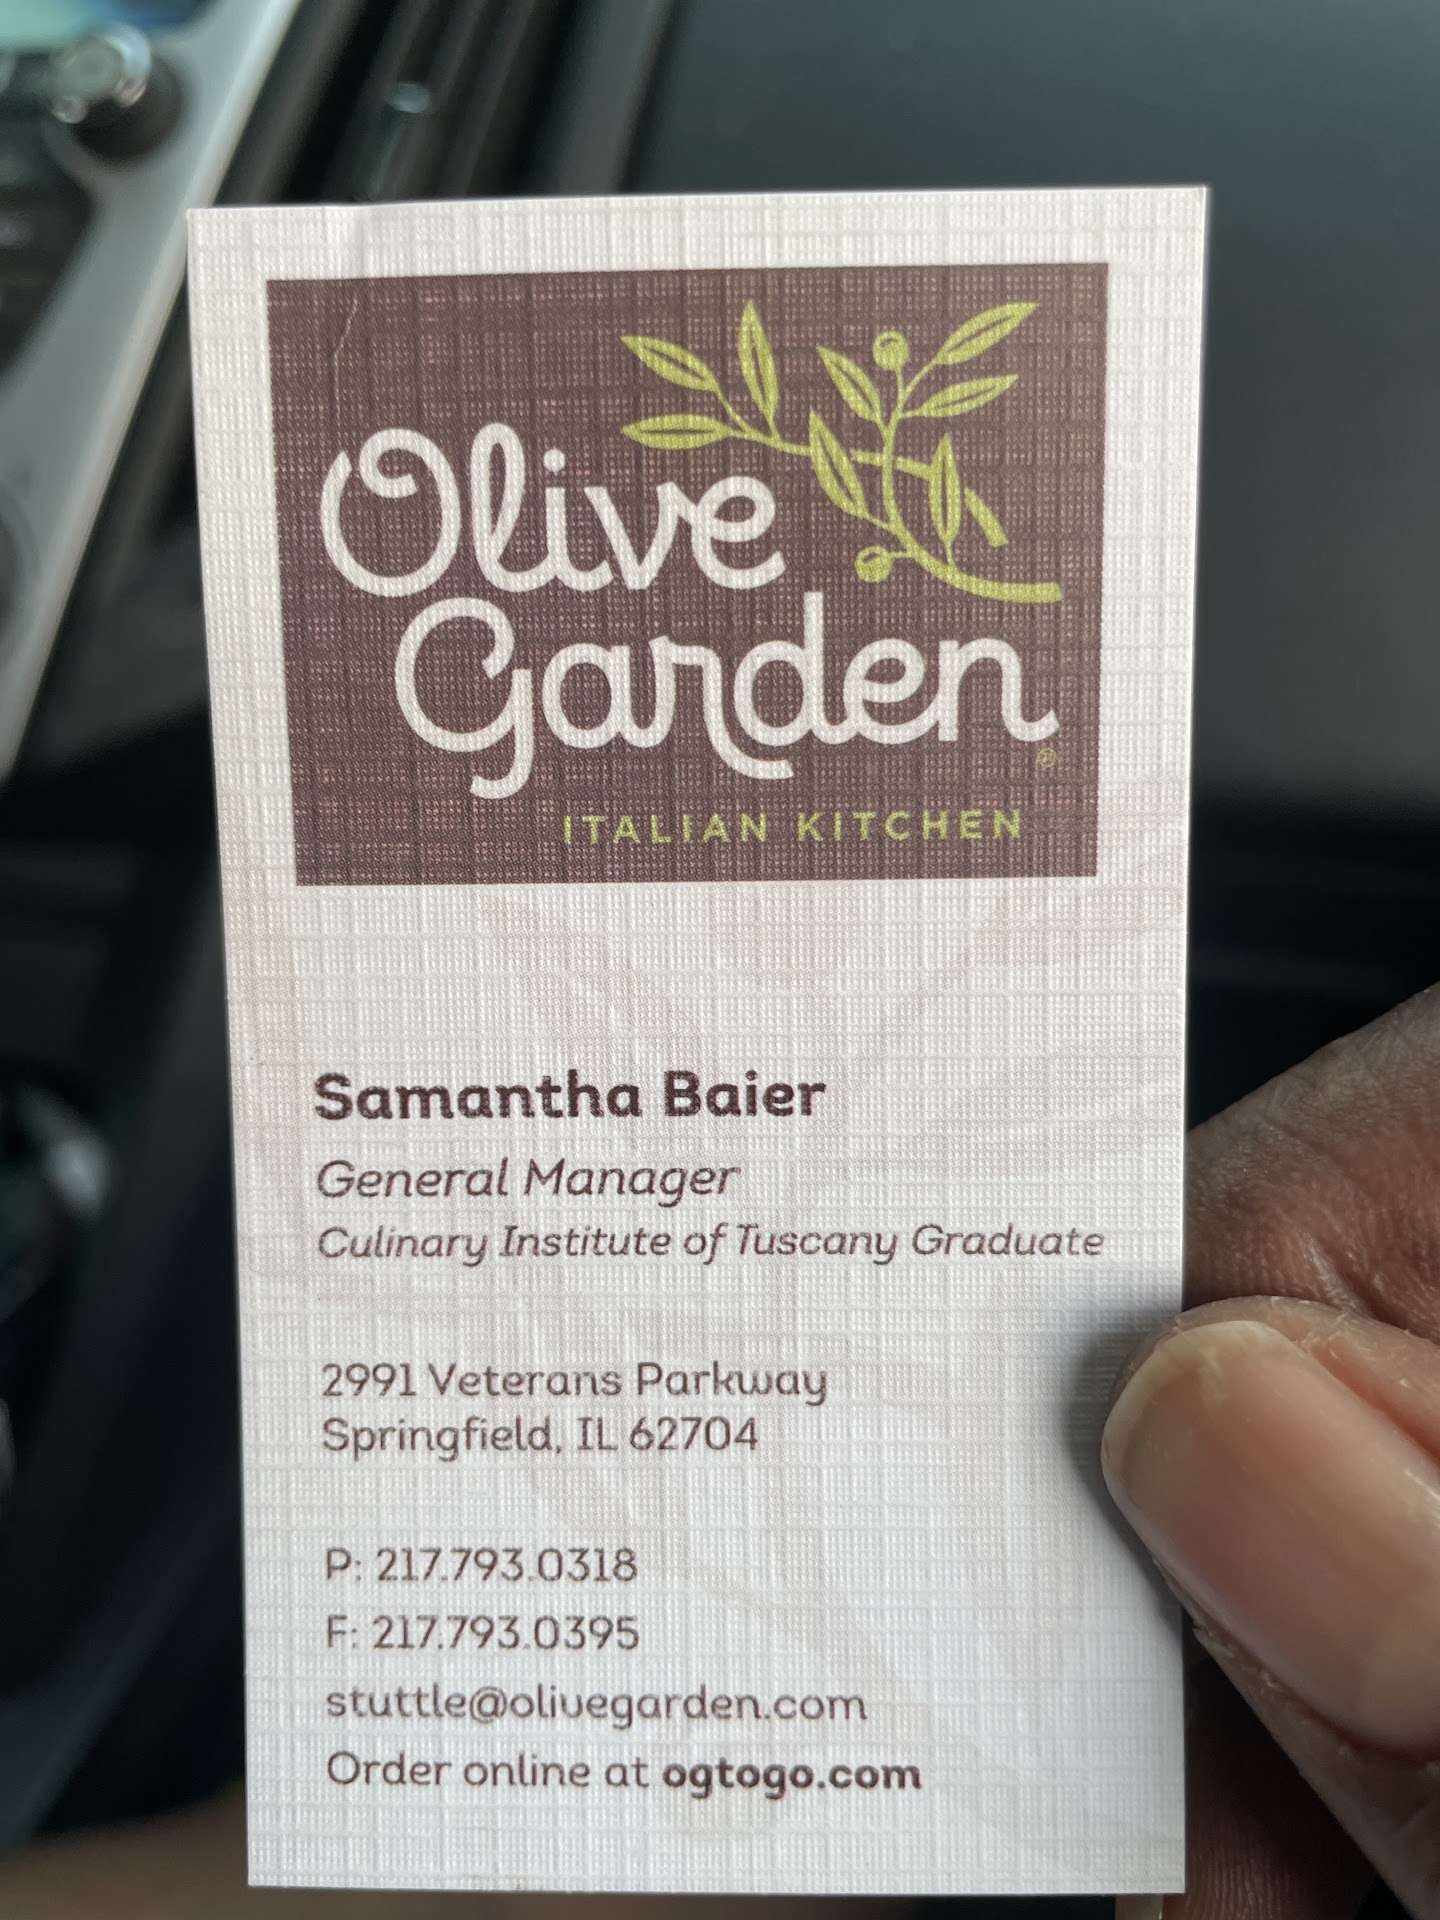 Olive
Garden®
ITALIAN KITCHEN
Samantha Baier
General Manager
Culinary Institute of Tuscany Graduate
2991 Veterans Parkway
Springfield, IL 62704
P: 217.793.0318
F: 217.793.0395
stuttle@olivegarden.com
Order online at ogtogo.com